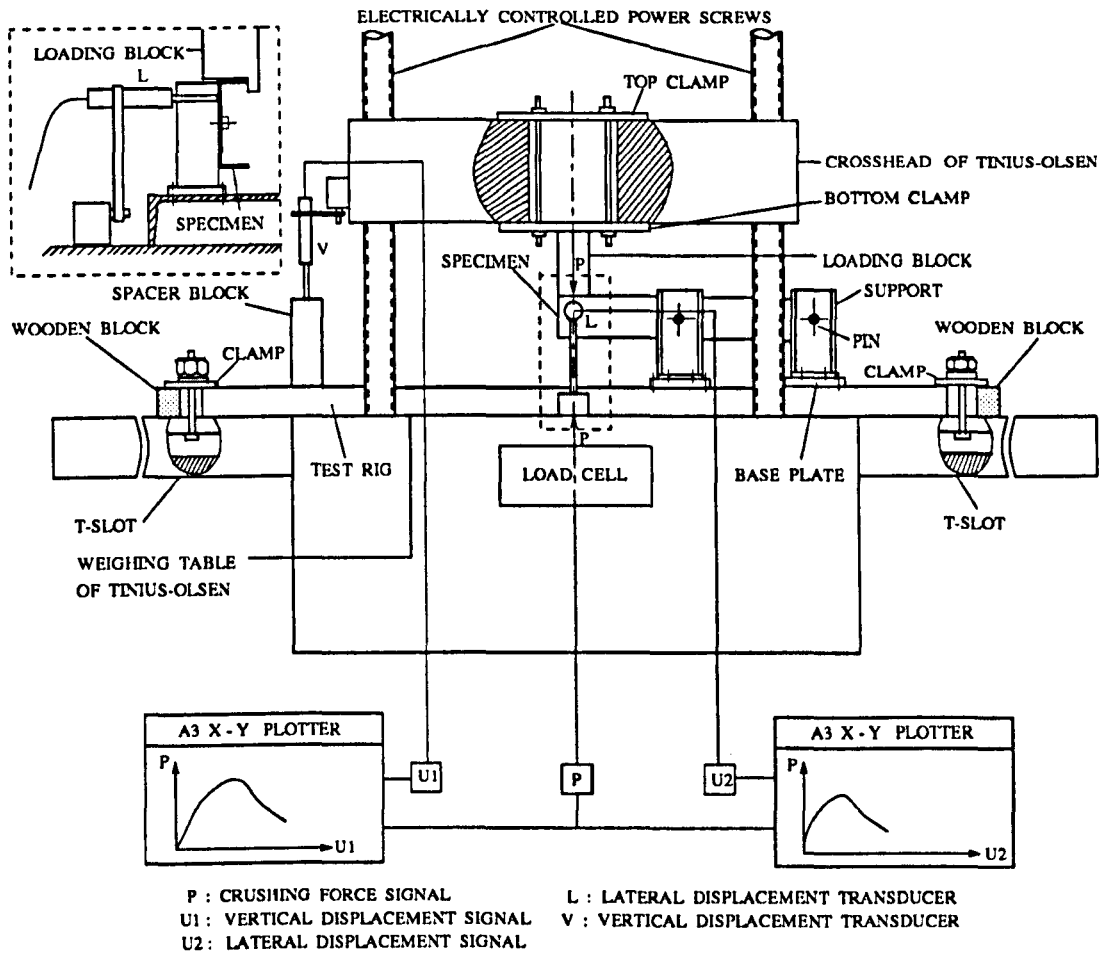 ELECTRICALLY CONTROLLED POWER SCREWS
LOADING BLOCK
L
SPECIMEN
TOP CLAMP
CROSSHEAD OF TINIUS-OLSEN
BOTTOM CLAMP
V
SPECIMEN
P
LOADING BLOCK
SPACER BLOCK
SUPPORT
L
WOODEN BLOCK
PIN
WOODEN BLOCK
CLAMP
CLAMP
P
TEST RIG
LOAD CELL
BASE PLATE
T-SLOT
T-SLOT
WEIGHING TABLE
OF TINIUS-OLSEN
A3 X - Y PLOTTER
P
U1
U1
P
U2
A3 X - Y PLOTTER
P
U2
P : CRUSHING FORCE SIGNAL
U1 : VERTICAL DISPLACEMENT SIGNAL
U2 : LATERAL DISPLACEMENT SIGNAL
L : LATERAL DISPLACEMENT TRANSDUCER
V : VERTICAL DISPLACEMENT TRANSDUCER